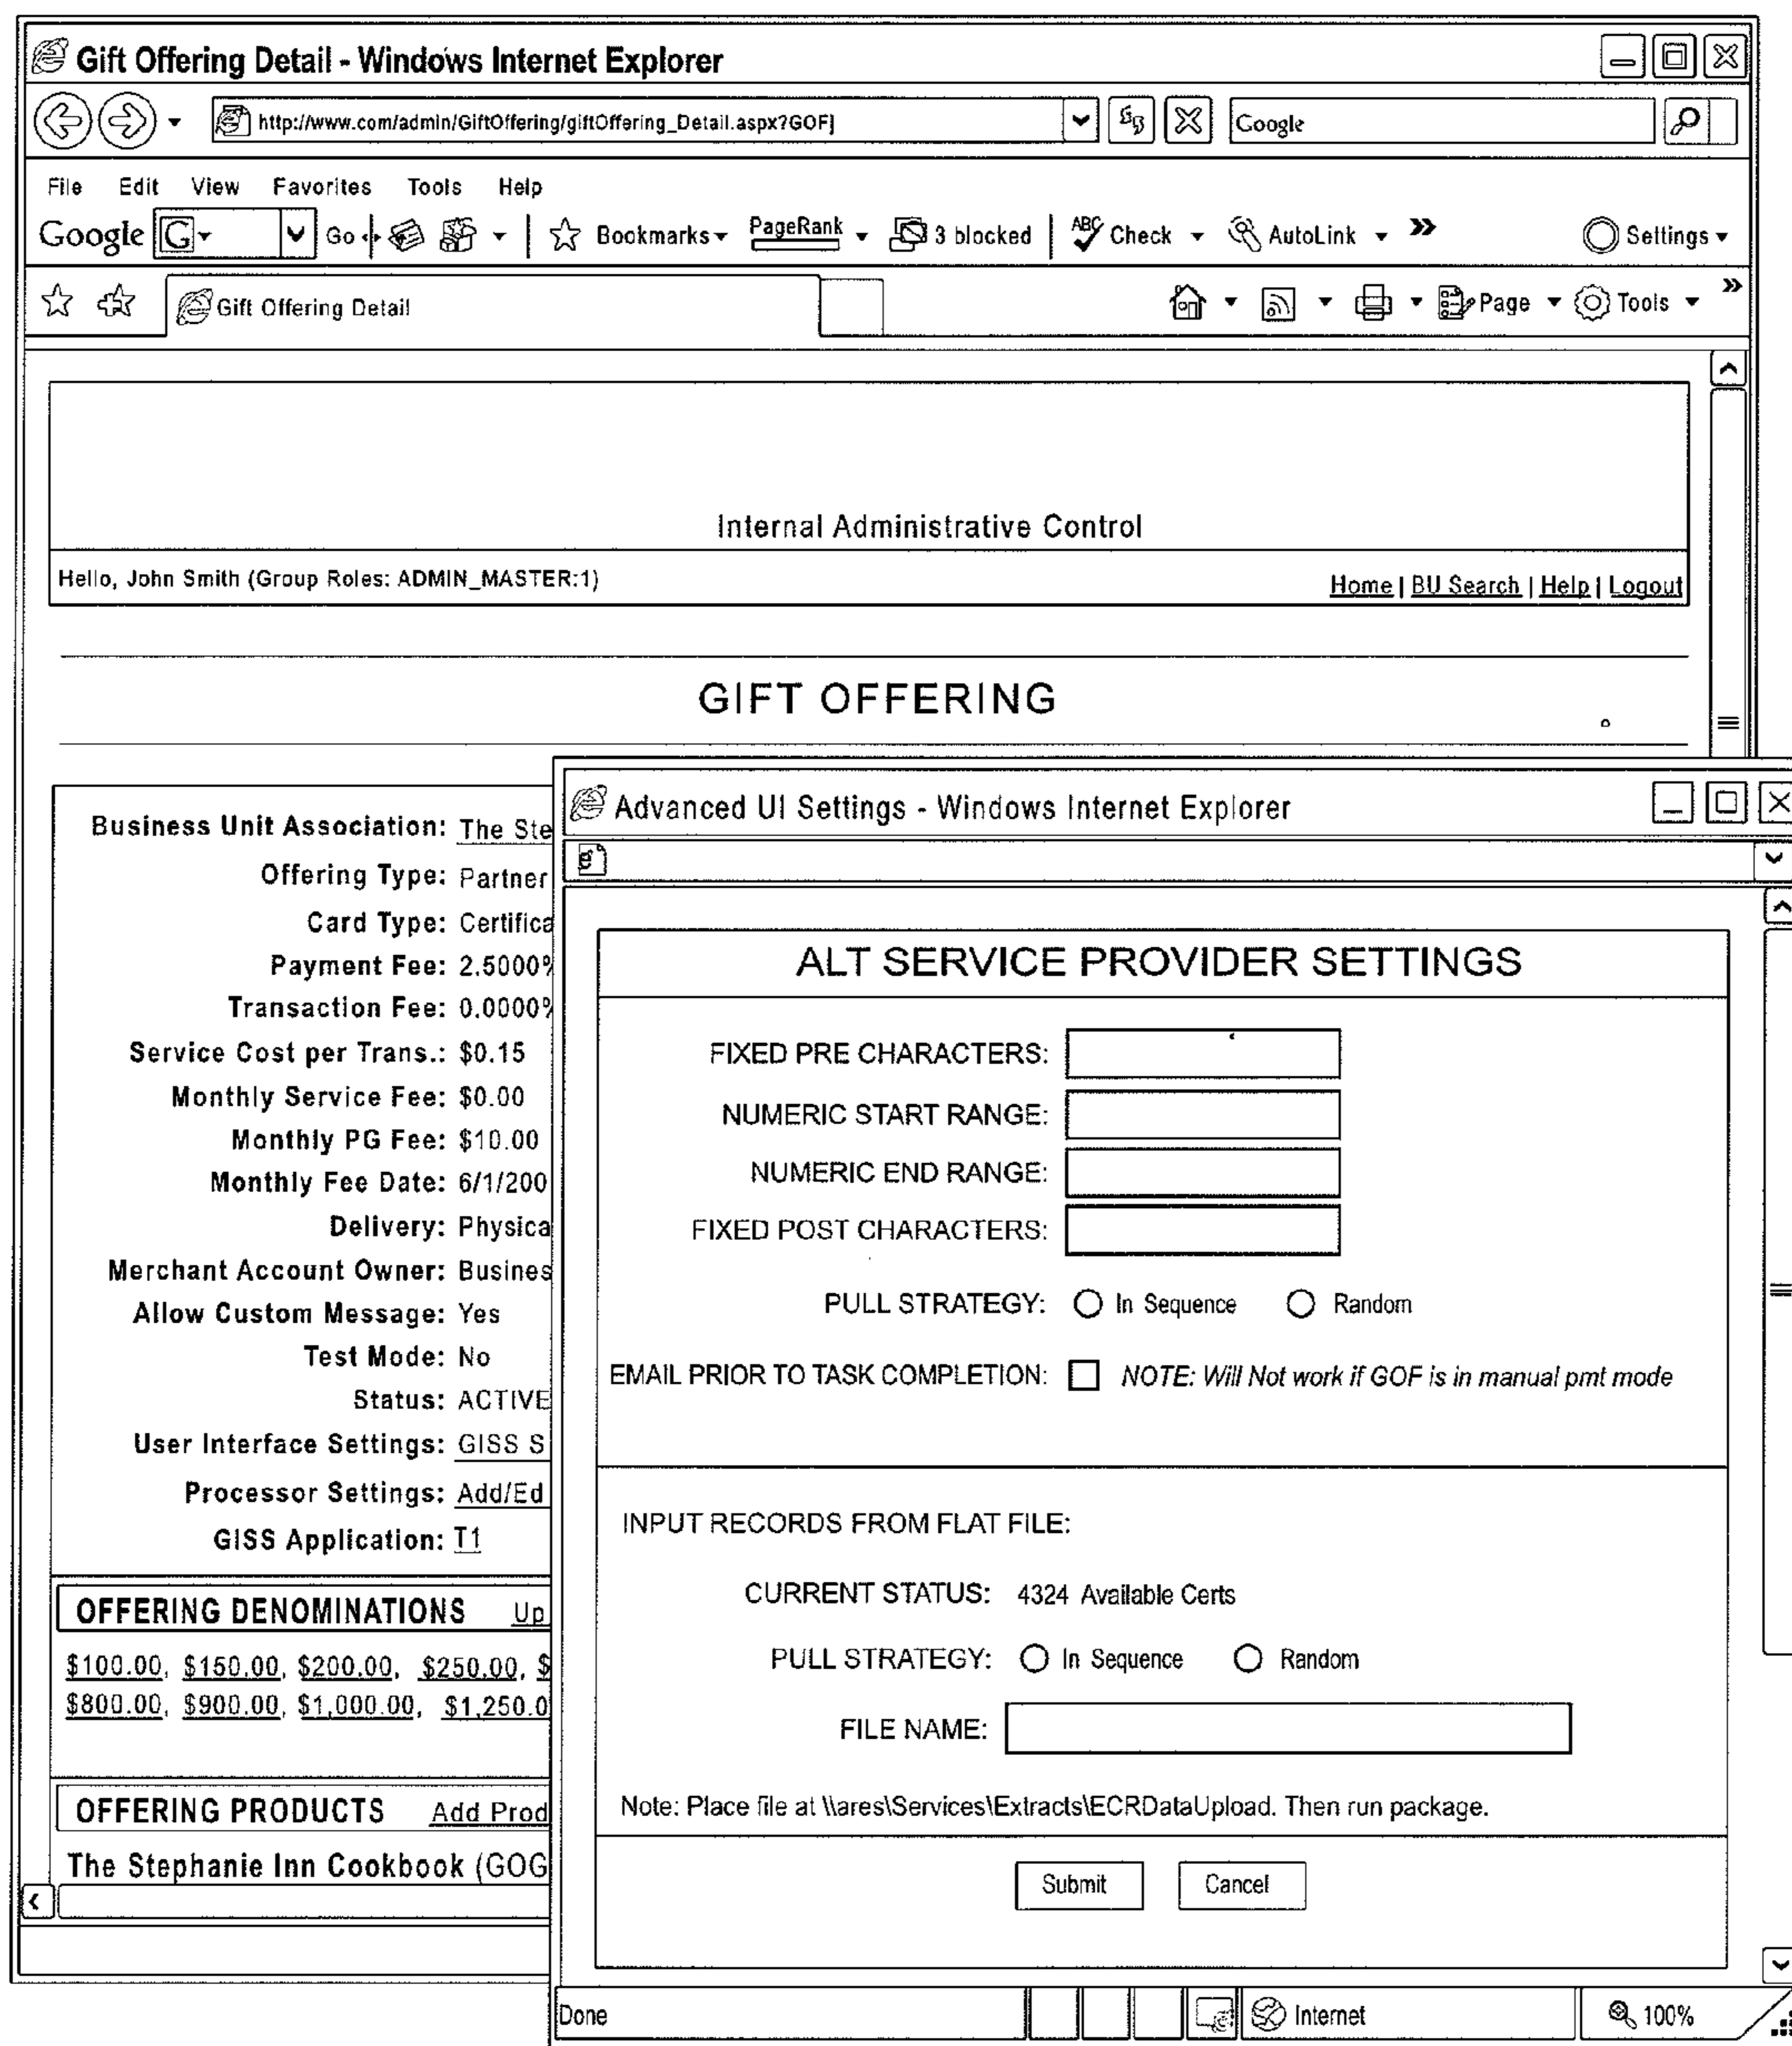 Gift Offering Detail - Windows Internet Explorer
http://www.com/admin/GiftOffering/giftOffering_Detail.aspx?GOF]
Google
File Edit View Favorites Tools Help
Google G Go Bookmarks PageRank 3 blocked ABC Check AutoLink » Settings
Gift Offering Detail Page Tools »
Internal Administrative Control
Hello, John Smith (Group Roles: ADMIN_MASTER:1) Home | BU Search | Help | Logout
GIFT OFFERING
Business Unit Association: The Ste
Offering Type: Partner
Card Type: Certifica
Payment Fee: 2.5000%
Transaction Fee: 0.0000%
Service Cost per Trans.: $0.15
Monthly Service Fee: $0.00
Monthly PG Fee: $10.00
Monthly Fee Date: 6/1/200
Delivery: Physica
Merchant Account Owner: Busines
Allow Custom Message: Yes
Test Mode: No
Status: ACTIVE
User Interface Settings: GISS S
Processor Settings: Add/Ed
GISS Application: T1
OFFERING DENOMINATIONS Up
$100.00, $150.00, $200.00, $250.00, $
$800.00, $900.00, $1,000.00, $1,250.0
OFFERING PRODUCTS Add Prod
The Stephanie Inn Cookbook (GOG
Advanced UI Settings - Windows Internet Explorer
ALT SERVICE PROVIDER SETTINGS
FIXED PRE CHARACTERS:
NUMERIC START RANGE:
NUMERIC END RANGE:
FIXED POST CHARACTERS:
PULL STRATEGY: In Sequence Random
EMAIL PRIOR TO TASK COMPLETION: NOTE: Will Not work if GOF is in manual pmt mode
INPUT RECORDS FROM FLAT FILE:
CURRENT STATUS: 4324 Available Certs
PULL STRATEGY: In Sequence Random
FILE NAME:
Note: Place file at \\ares\Services\Extracts\ECRDataUpload. Then run package.
Submit Cancel
Done Internet 100%